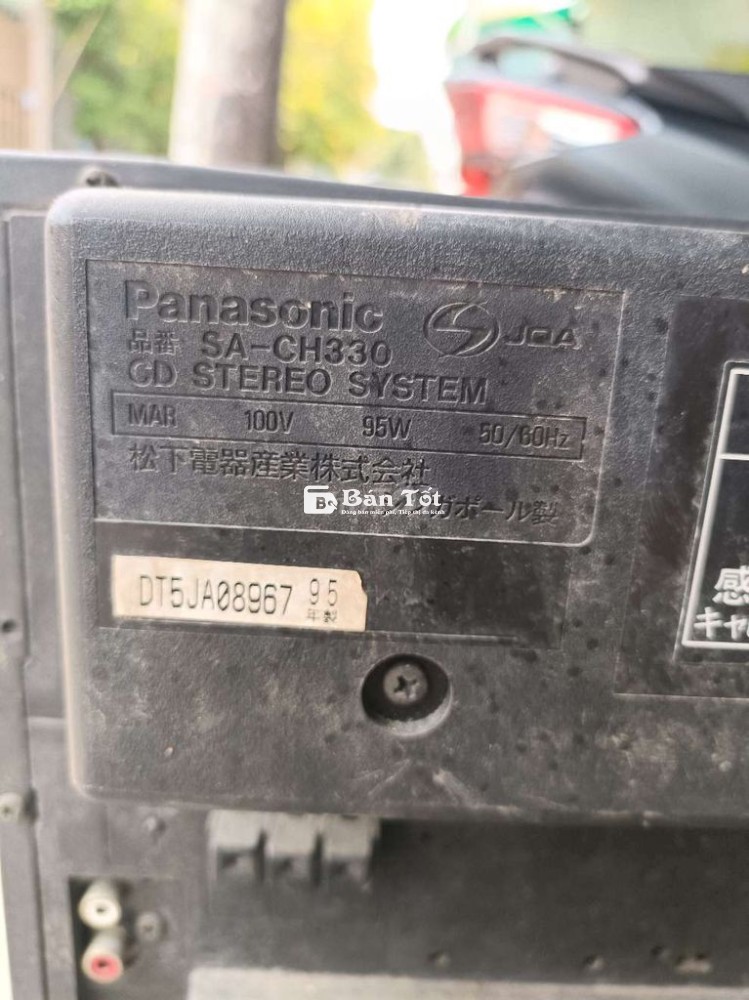 Panasonic
JQA
品番 SA-CH330
CD STEREO SYSTEM
MAR 100V 95W 50/60Hz
松下電器産業株式会社
Bán Tốt
ガポール製
DT5JA08967 95
年製
感
キャ